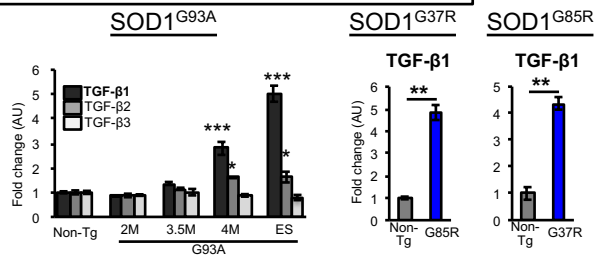 SOD1G93A
SOD1G37R
SOD1G85R
TGF-β1
TGF-β1
Fold change (AU)
6
5
4
3
2
1
0
TGF-β1
TGF-β2
TGF-β3
***
*
***
*
Non-Tg
2M
3.5M
4M
ES
G93A
Fold change (AU)
6
5
4
3
2
1
0
**
Non-
Tg
G85R
5
4
3
2
1
0
**
Non-
Tg
G37R